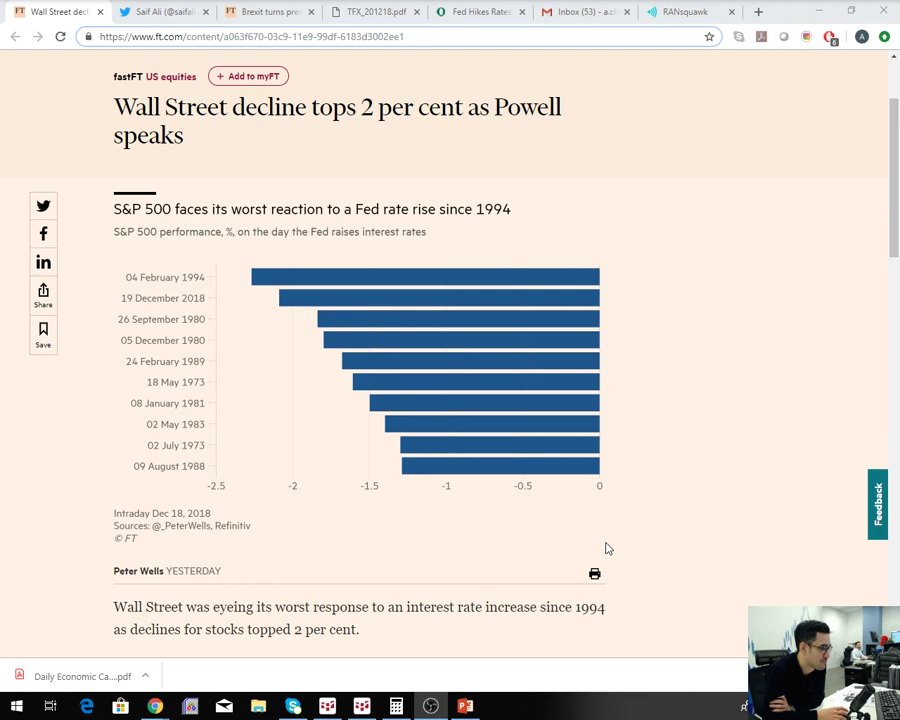 FT Wall Street decl
Saif Ali (@saifal
FT Brexit turns pre
TFX_201218.pdf
Fed Hikes Rates
Inbox (53) - a.c
RANsquawk
https://www.ft.com/content/a063f670-03c9-11e9-99df-6183d3002ee1
6
A
fastFT US equities
+ Add to myFT
Wall Street decline tops 2 per cent as Powell
speaks
Share
Save
S&P 500 faces its worst reaction to a Fed rate rise since 1994
S&P 500 performance, %, on the day the Fed raises interest rates
04 February 1994
19 December 2018
26 September 1980
05 December 1980
24 February 1989
18 May 1973
08 January 1981
02 May 1983
02 July 1973
09 August 1988
-2.5 -2 -1.5 -1 -0.5 0
Intraday Dec 18, 2018
Sources: @_PeterWells, Refinitiv
© FT
Feedback
Peter Wells YESTERDAY
Wall Street was eyeing its worst response to an interest rate increase since 1994
as declines for stocks topped 2 per cent.
Daily Economic Ca....pdf